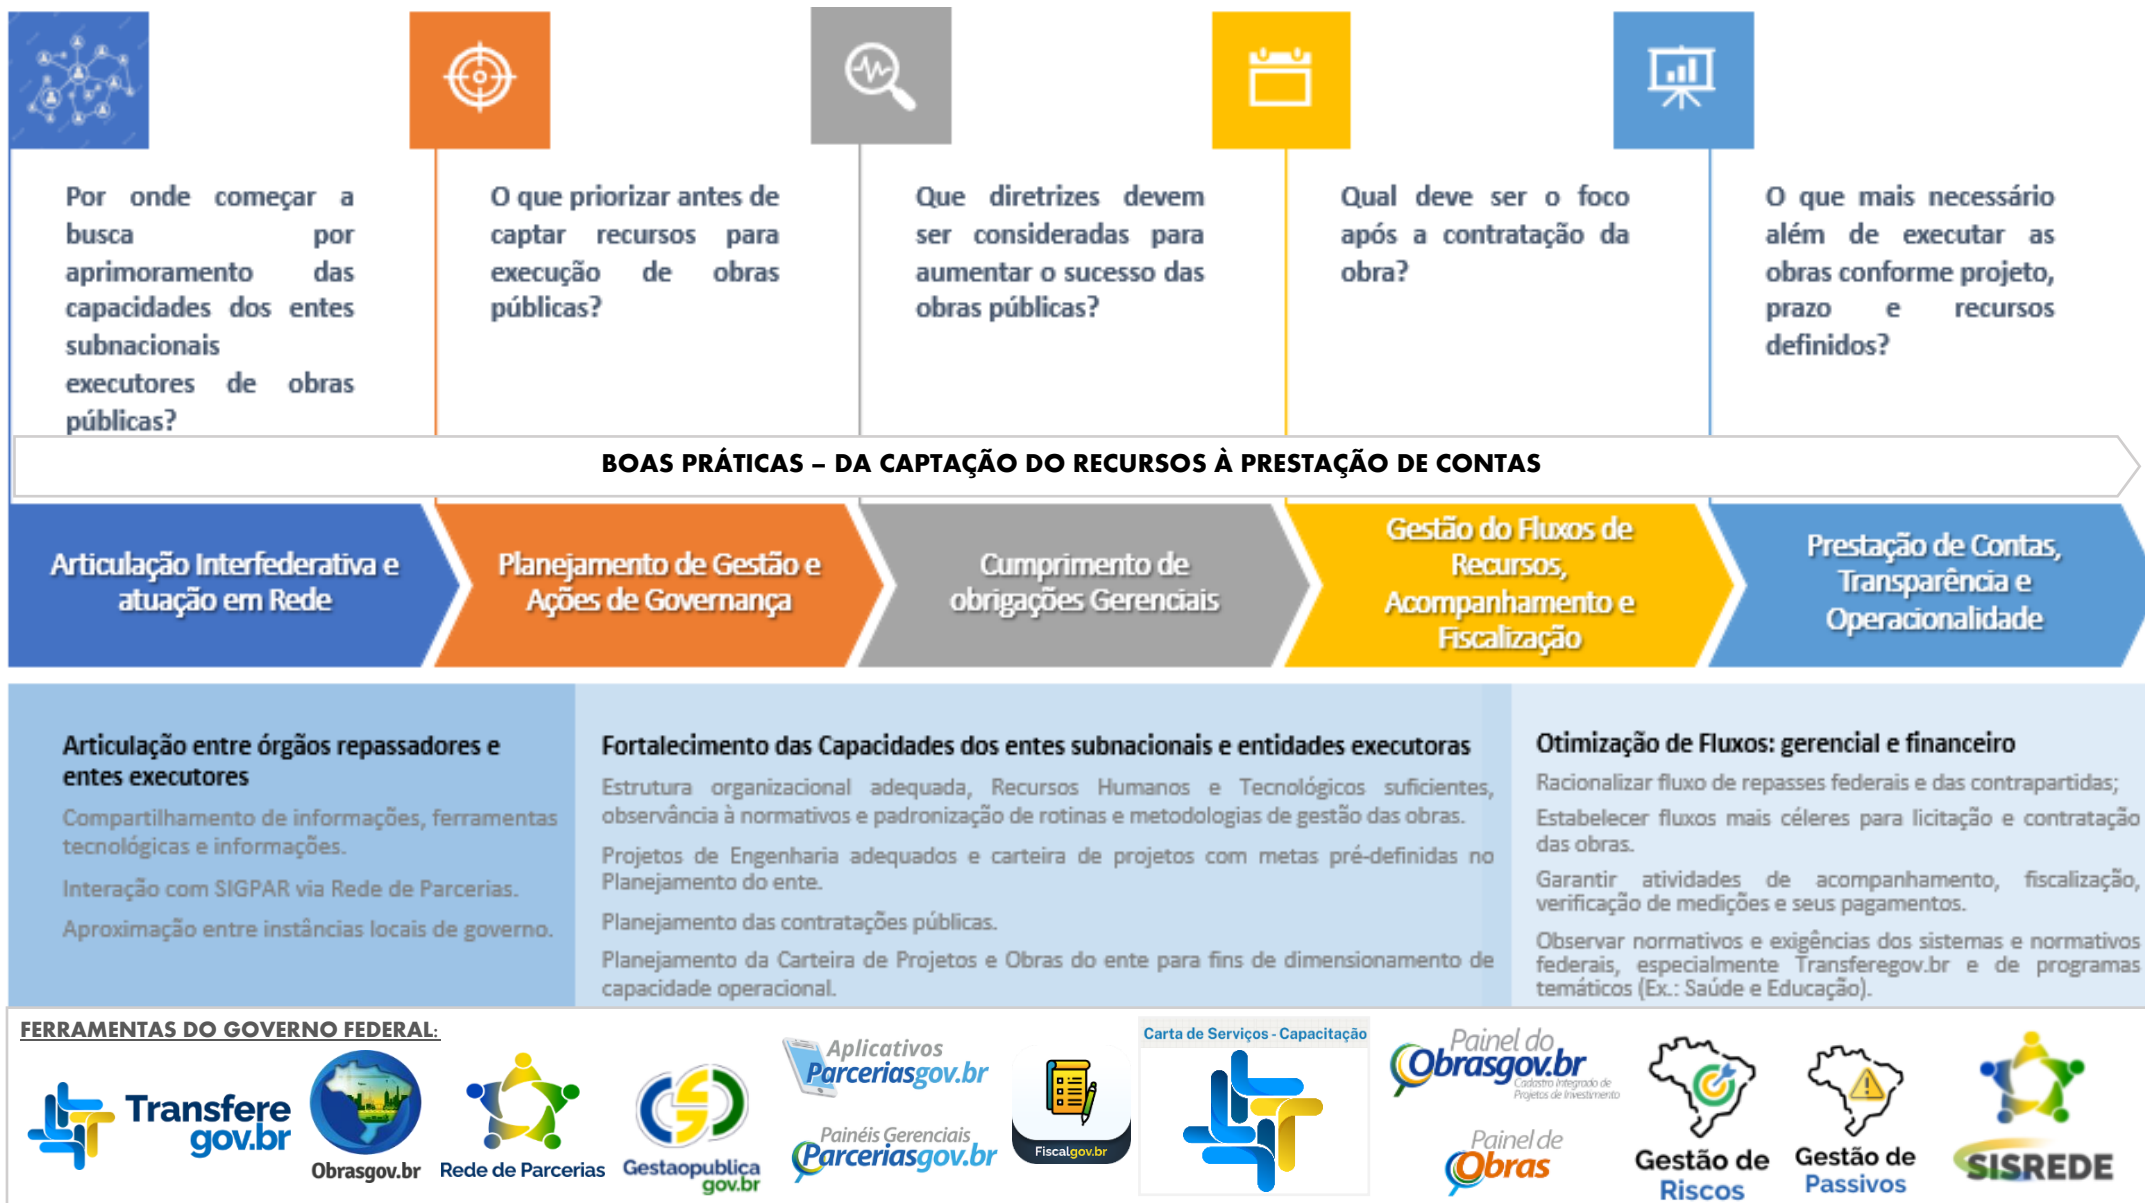 Por onde começar a
busca por
aprimoramento das
capacidades dos entes
subnacionais
executores de obras
públicas?
O que priorizar antes de
captar recursos para
execução de obras
públicas?
Que diretrizes devem
ser consideradas para
aumentar o sucesso das
obras públicas?
Qual deve ser o foco
após a contratação da
obra?
O que mais necessário
além de executar as
obras conforme projeto,
prazo e recursos
definidos?
BOAS PRÁTICAS – DA CAPTAÇÃO DO RECURSOS À PRESTAÇÃO DE CONTAS
Articulação Interfederativa e
atuação em Rede
Planejamento de Gestão e
Ações de Governança
Cumprimento de
obrigações Gerenciais
Gestão do Fluxos de
Recursos,
Acompanhamento e
Fiscalização
Prestação de Contas,
Transparência e
Operacionalidade
Articulação entre órgãos repassadores e
entes executores
Compartilhamento de informações, ferramentas
tecnológicas e informações.
Interação com SIGPAR via Rede de Parcerias.
Aproximação entre instâncias locais de governo.
Fortalecimento das Capacidades dos entes subnacionais e entidades executoras
Estrutura organizacional adequada, Recursos Humanos e Tecnológicos suficientes,
observância à normativos e padronização de rotinas e metodologias de gestão das obras.
Projetos de Engenharia adequados e carteira de projetos com metas pré-definidas no
Planejamento do ente.
Planejamento das contratações públicas.
Planejamento da Carteira de Projetos e Obras do ente para fins de dimensionamento de
capacidade operacional.
Otimização de Fluxos: gerencial e financeiro
Racionalizar fluxo de repasses federais e das contrapartidas;
Estabelecer fluxos mais céleres para licitação e contratação
das obras.
Garantir atividades de acompanhamento, fiscalização,
verificação de medições e seus pagamentos.
Observar normativos e exigências dos sistemas e normativos
federais, especialmente Transferegov.br e de programas
temáticos (Ex.: Saúde e Educação).
FERRAMENTAS DO GOVERNO FEDERAL:
Transfere
gov.br
Obrasgov.br
Rede de Parcerias
Gestaopublica
gov.br
Aplicativos
Parceriasgov.br
Painéis Gerenciais
Parceriasgov.br
Fiscalgov.br
Carta de Serviços - Capacitação
Painel do
Obrasgov.br
Cadastro Integrado de
Projetos de Investimento
Painel de
Obras
Gestão de
Riscos
Gestão de
Passivos
SISREDE